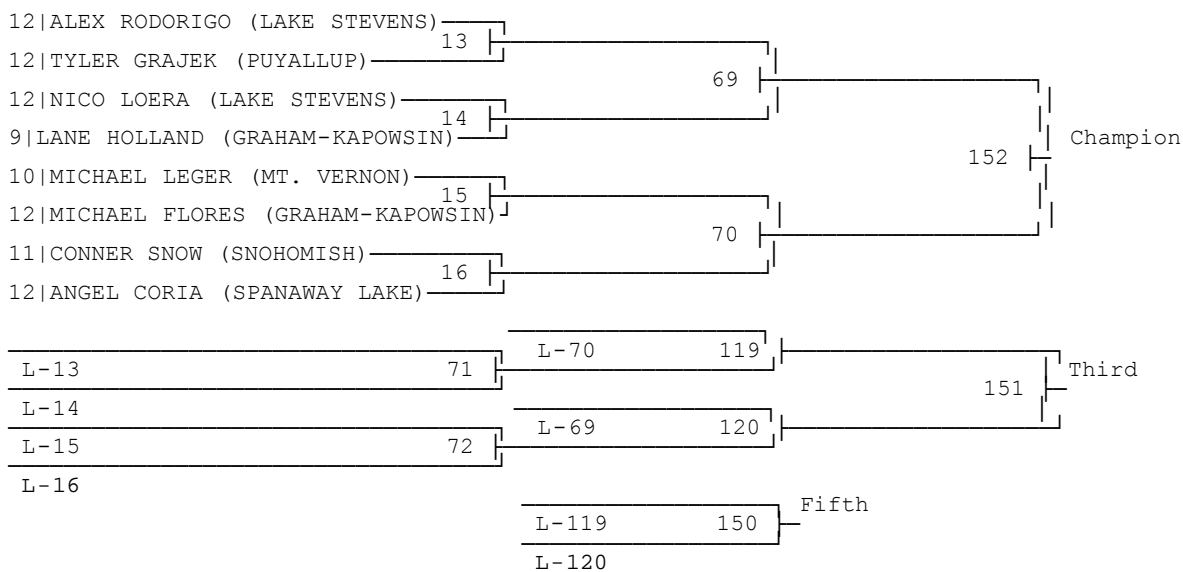 12|ALEX RODORIGO (LAKE STEVENS)
13
12|TYLER GRAJEK (PUYALLUP)
69
12|NICO LOERA (LAKE STEVENS)
14
9|LANE HOLLAND (GRAHAM-KAPOWSIN)
Champion
152
10|MICHAEL LEGER (MT. VERNON)
15
12|MICHAEL FLORES (GRAHAM-KAPOWSIN)
70
11|CONNER SNOW (SNOHOMISH)
16
12|ANGEL CORIA (SPANAWAY LAKE)
L-70 119
L-13 71
Third
151
L-14
L-69 120
L-15 72
L-16
Fifth
L-119 150
L-120